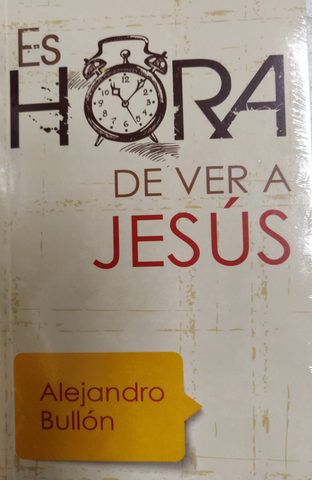 Es
HORA
DE VER A
JESÚS
Alejandro
Bullón